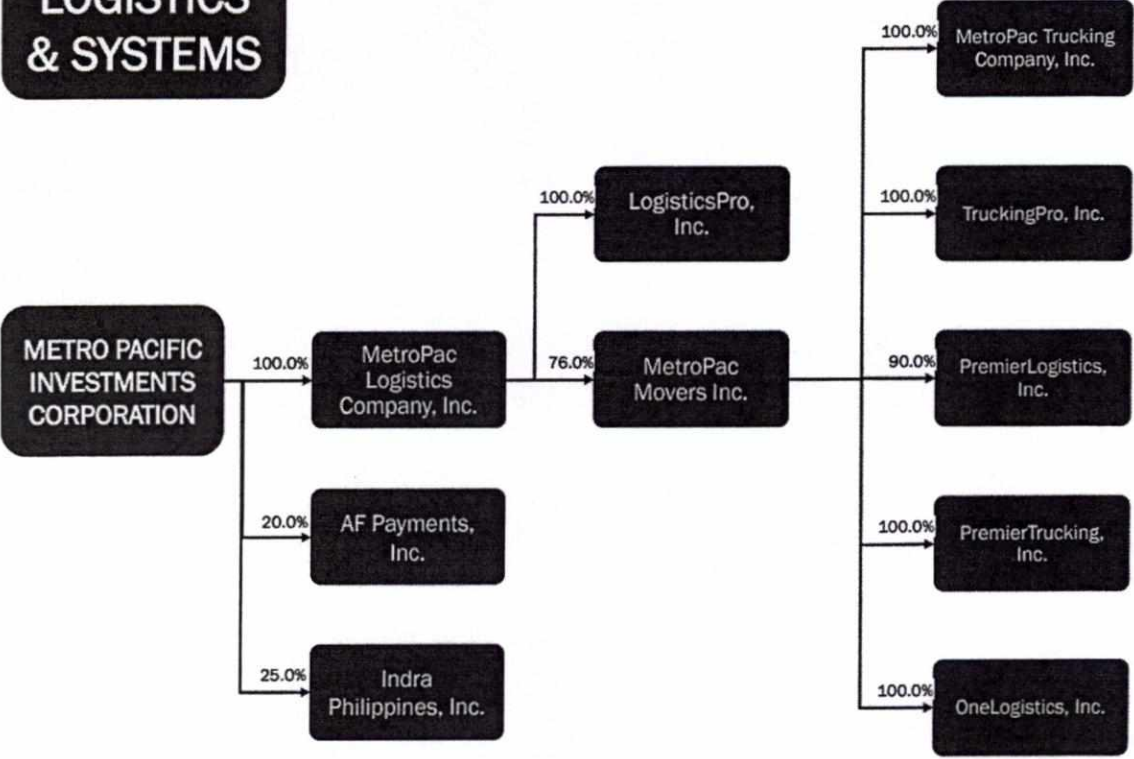 LOGISTICS
& SYSTEMS
100.0%
MetroPac Trucking
Company, Inc.
100.0%
LogisticsPro,
Inc.
100.0%
TruckingPro, Inc.
METRO PACIFIC
INVESTMENTS
CORPORATION
100.0%
MetroPac
Logistics
Company, Inc.
76.0%
MetroPac
Movers Inc.
90.0%
PremierLogistics,
Inc.
20.0%
AF Payments,
Inc.
100.0%
PremierTrucking,
Inc.
25.0%
Indra
Philippines, Inc.
100.0%
OneLogistics, Inc.